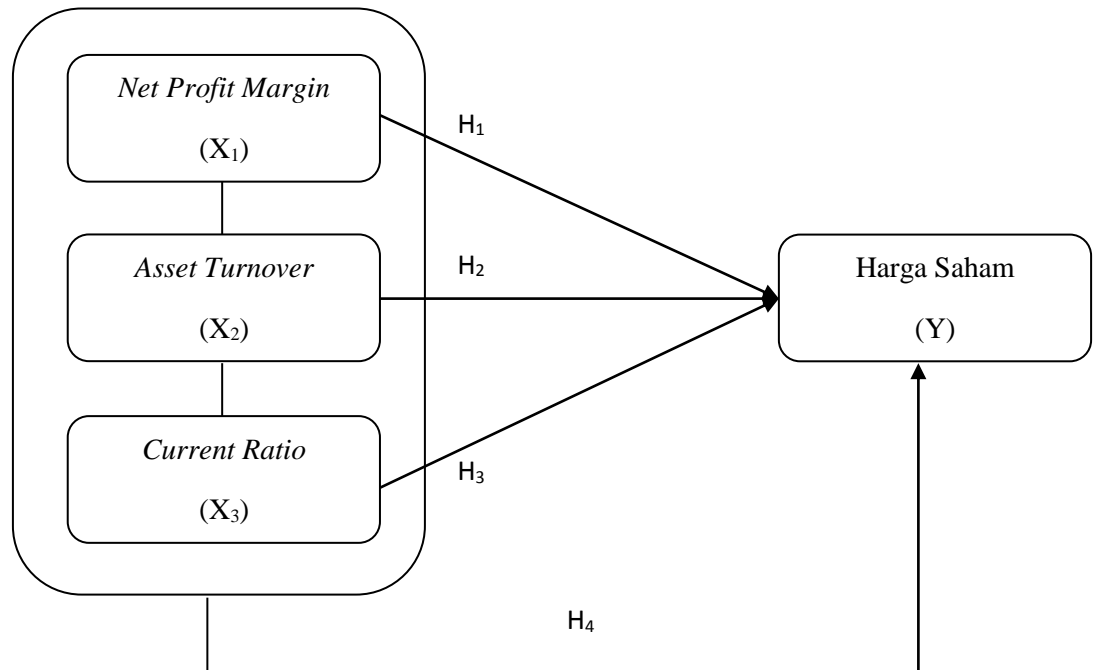 Net Profit Margin
(X₁)
H₁
Asset Turnover
(X₂)
H₂
Harga Saham
(Y)
Current Ratio
(X₃)
H₃
H₄